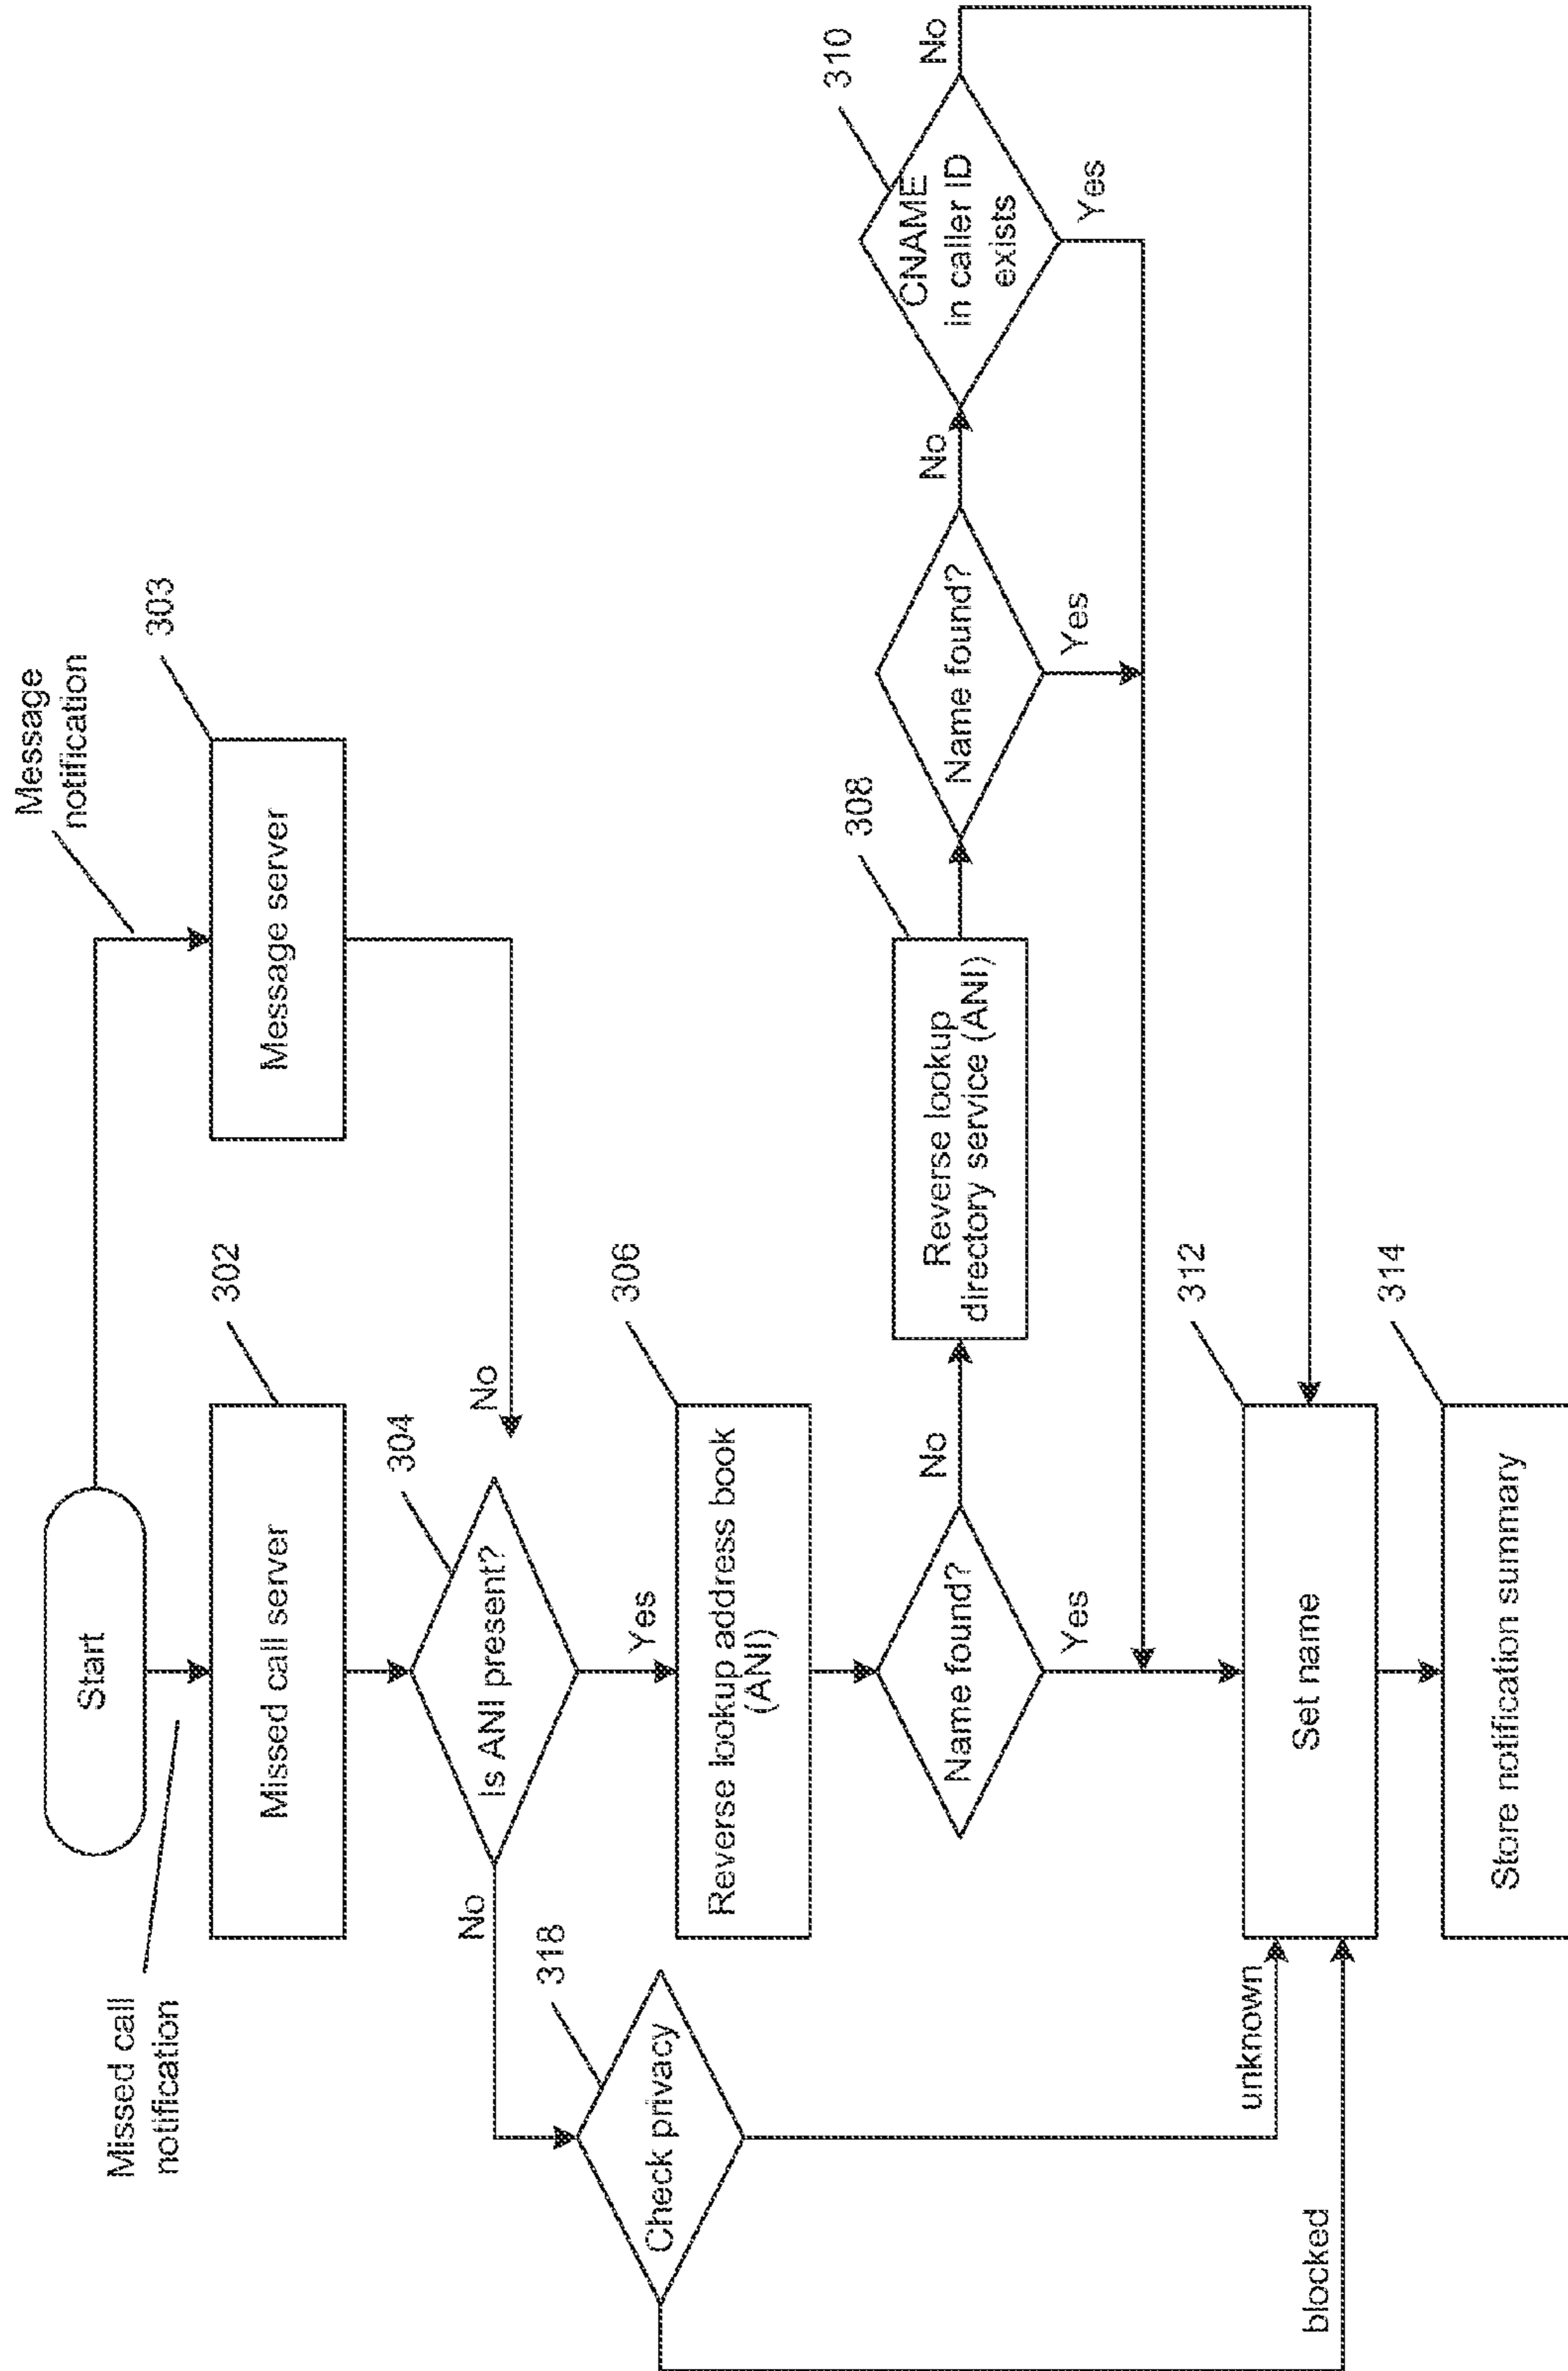 Start
Missed call
notification
Message
notification
302
Missed call server
303
Message server
304
Is ANI present?
No
No
Yes
318
Check privacy
306
Reverse lookup address book
(ANI)
Name found?
No
Yes
308
Reverse lookup
directory service (ANI)
Name found?
No
Yes
310
CNAME
in caller ID
exists
No
Yes
unknown
blocked
312
Set name
314
Store notification summary